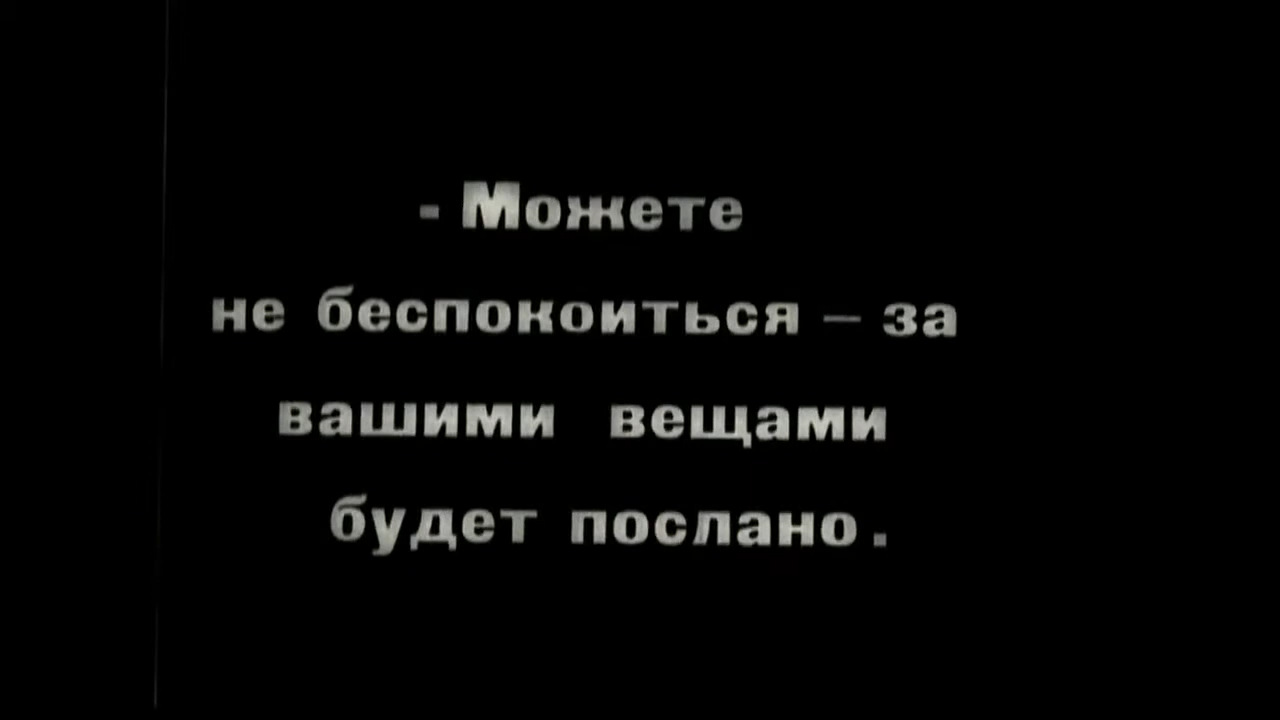 - Можете
не беспокоиться – за
вашими вещами
будет послано.